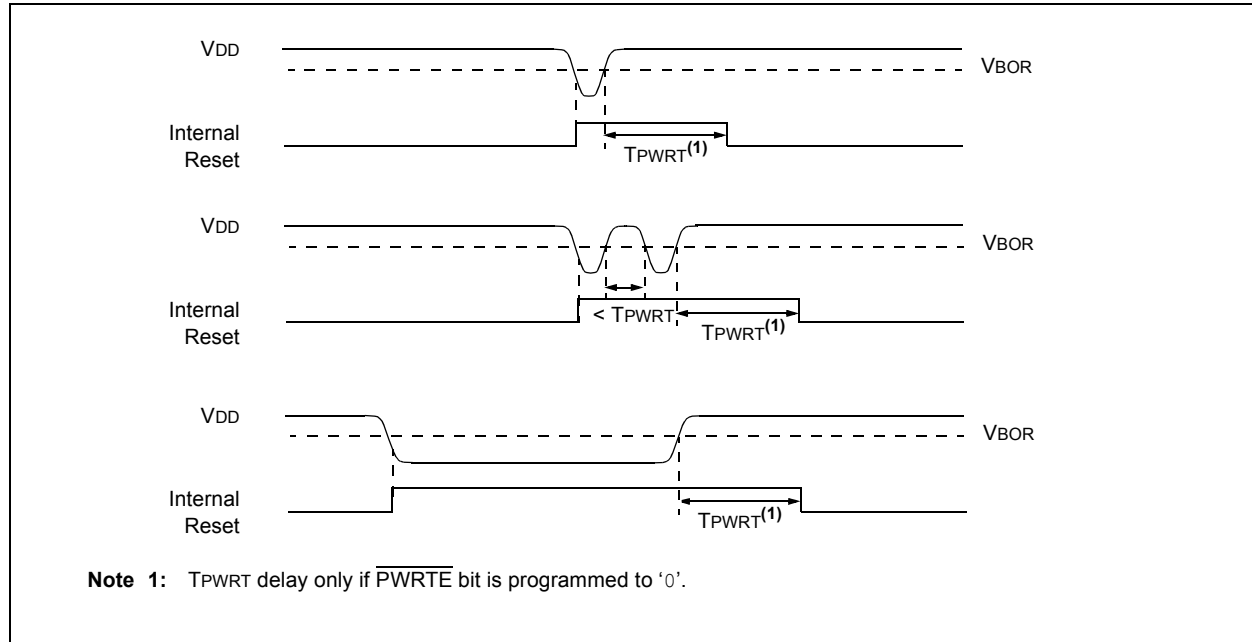 VDD
VBOR
Internal
Reset
TPWRT(1)
VDD
VBOR
Internal
Reset
< TPWRT
TPWRT(1)
VDD
VBOR
Internal
Reset
TPWRT(1)
Note 1: TPWRT delay only if PWRTE bit is programmed to ‘0’.